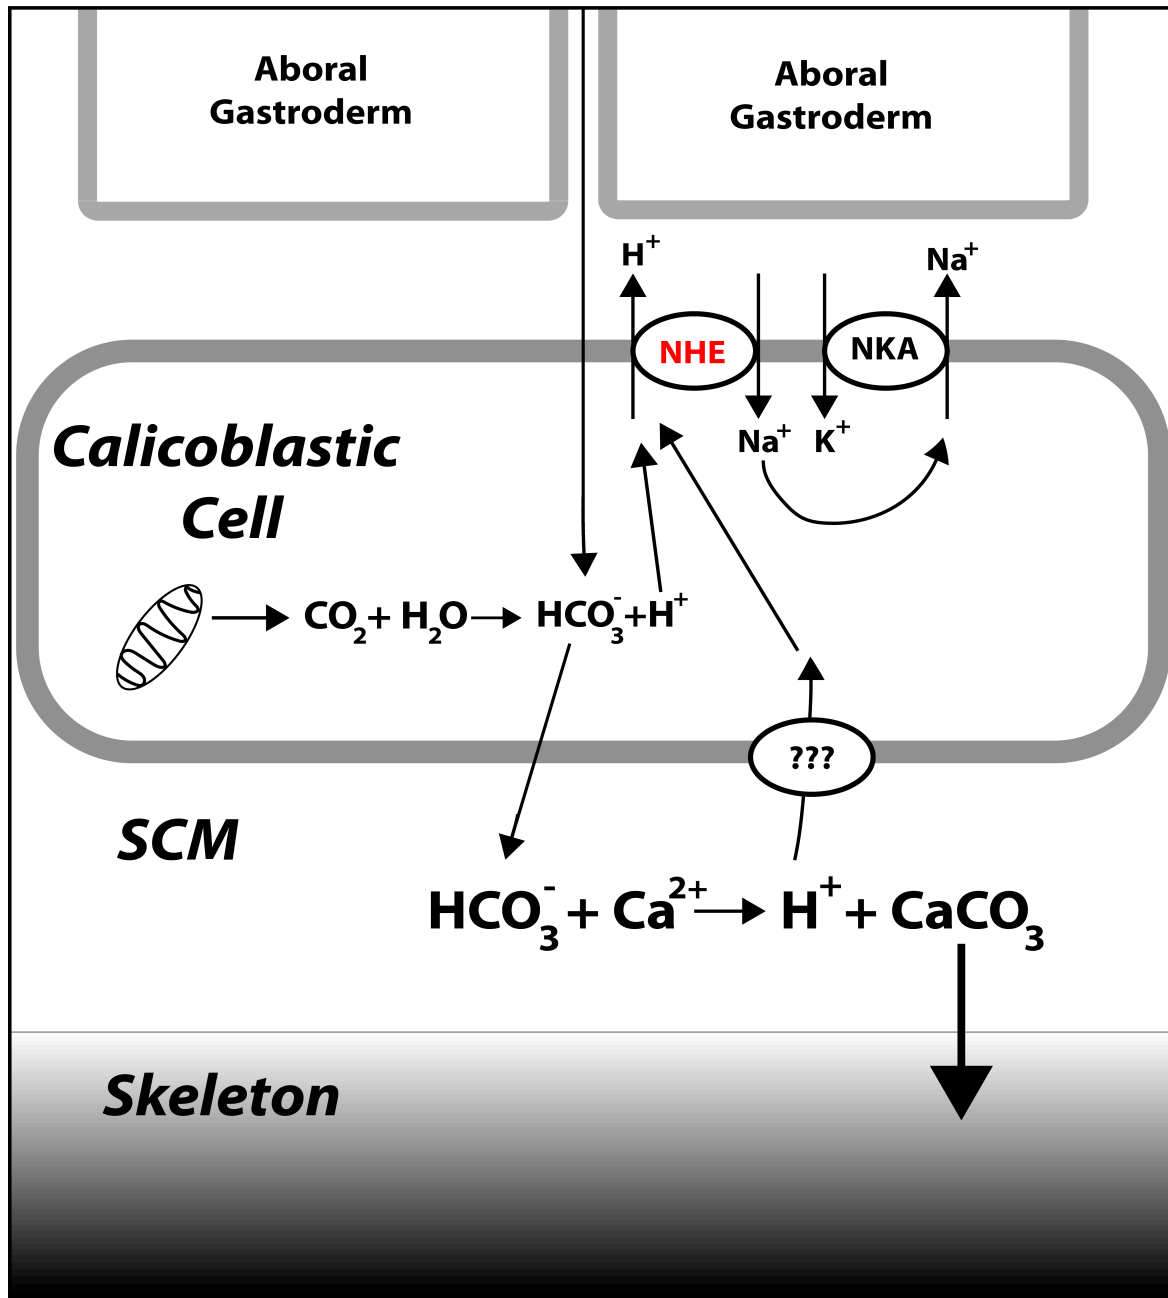 Aboral
Gastroderm
Aboral
Gastroderm
H⁺
Na⁺
NHE
NKA
Na⁺
K⁺
Calicoblastic
Cell
CO₂ + H₂O → HCO₃⁻ + H⁺
???
SCM
HCO₃⁻ + Ca²⁺ → H⁺ + CaCO₃
Skeleton